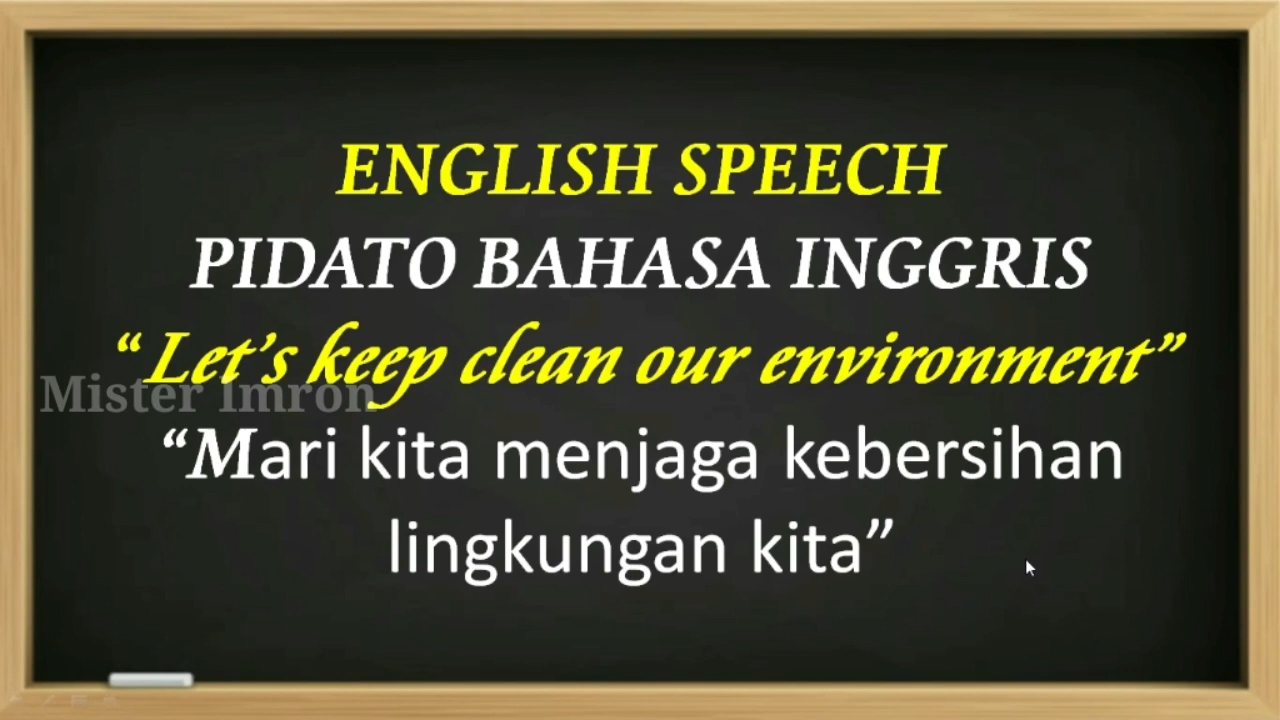 ENGLISH SPEECH
PIDATO BAHASA INGGRIS
“ Let’s keep clean our environment”
Mister Imron
“Mari kita menjaga kebersihan
lingkungan kita”